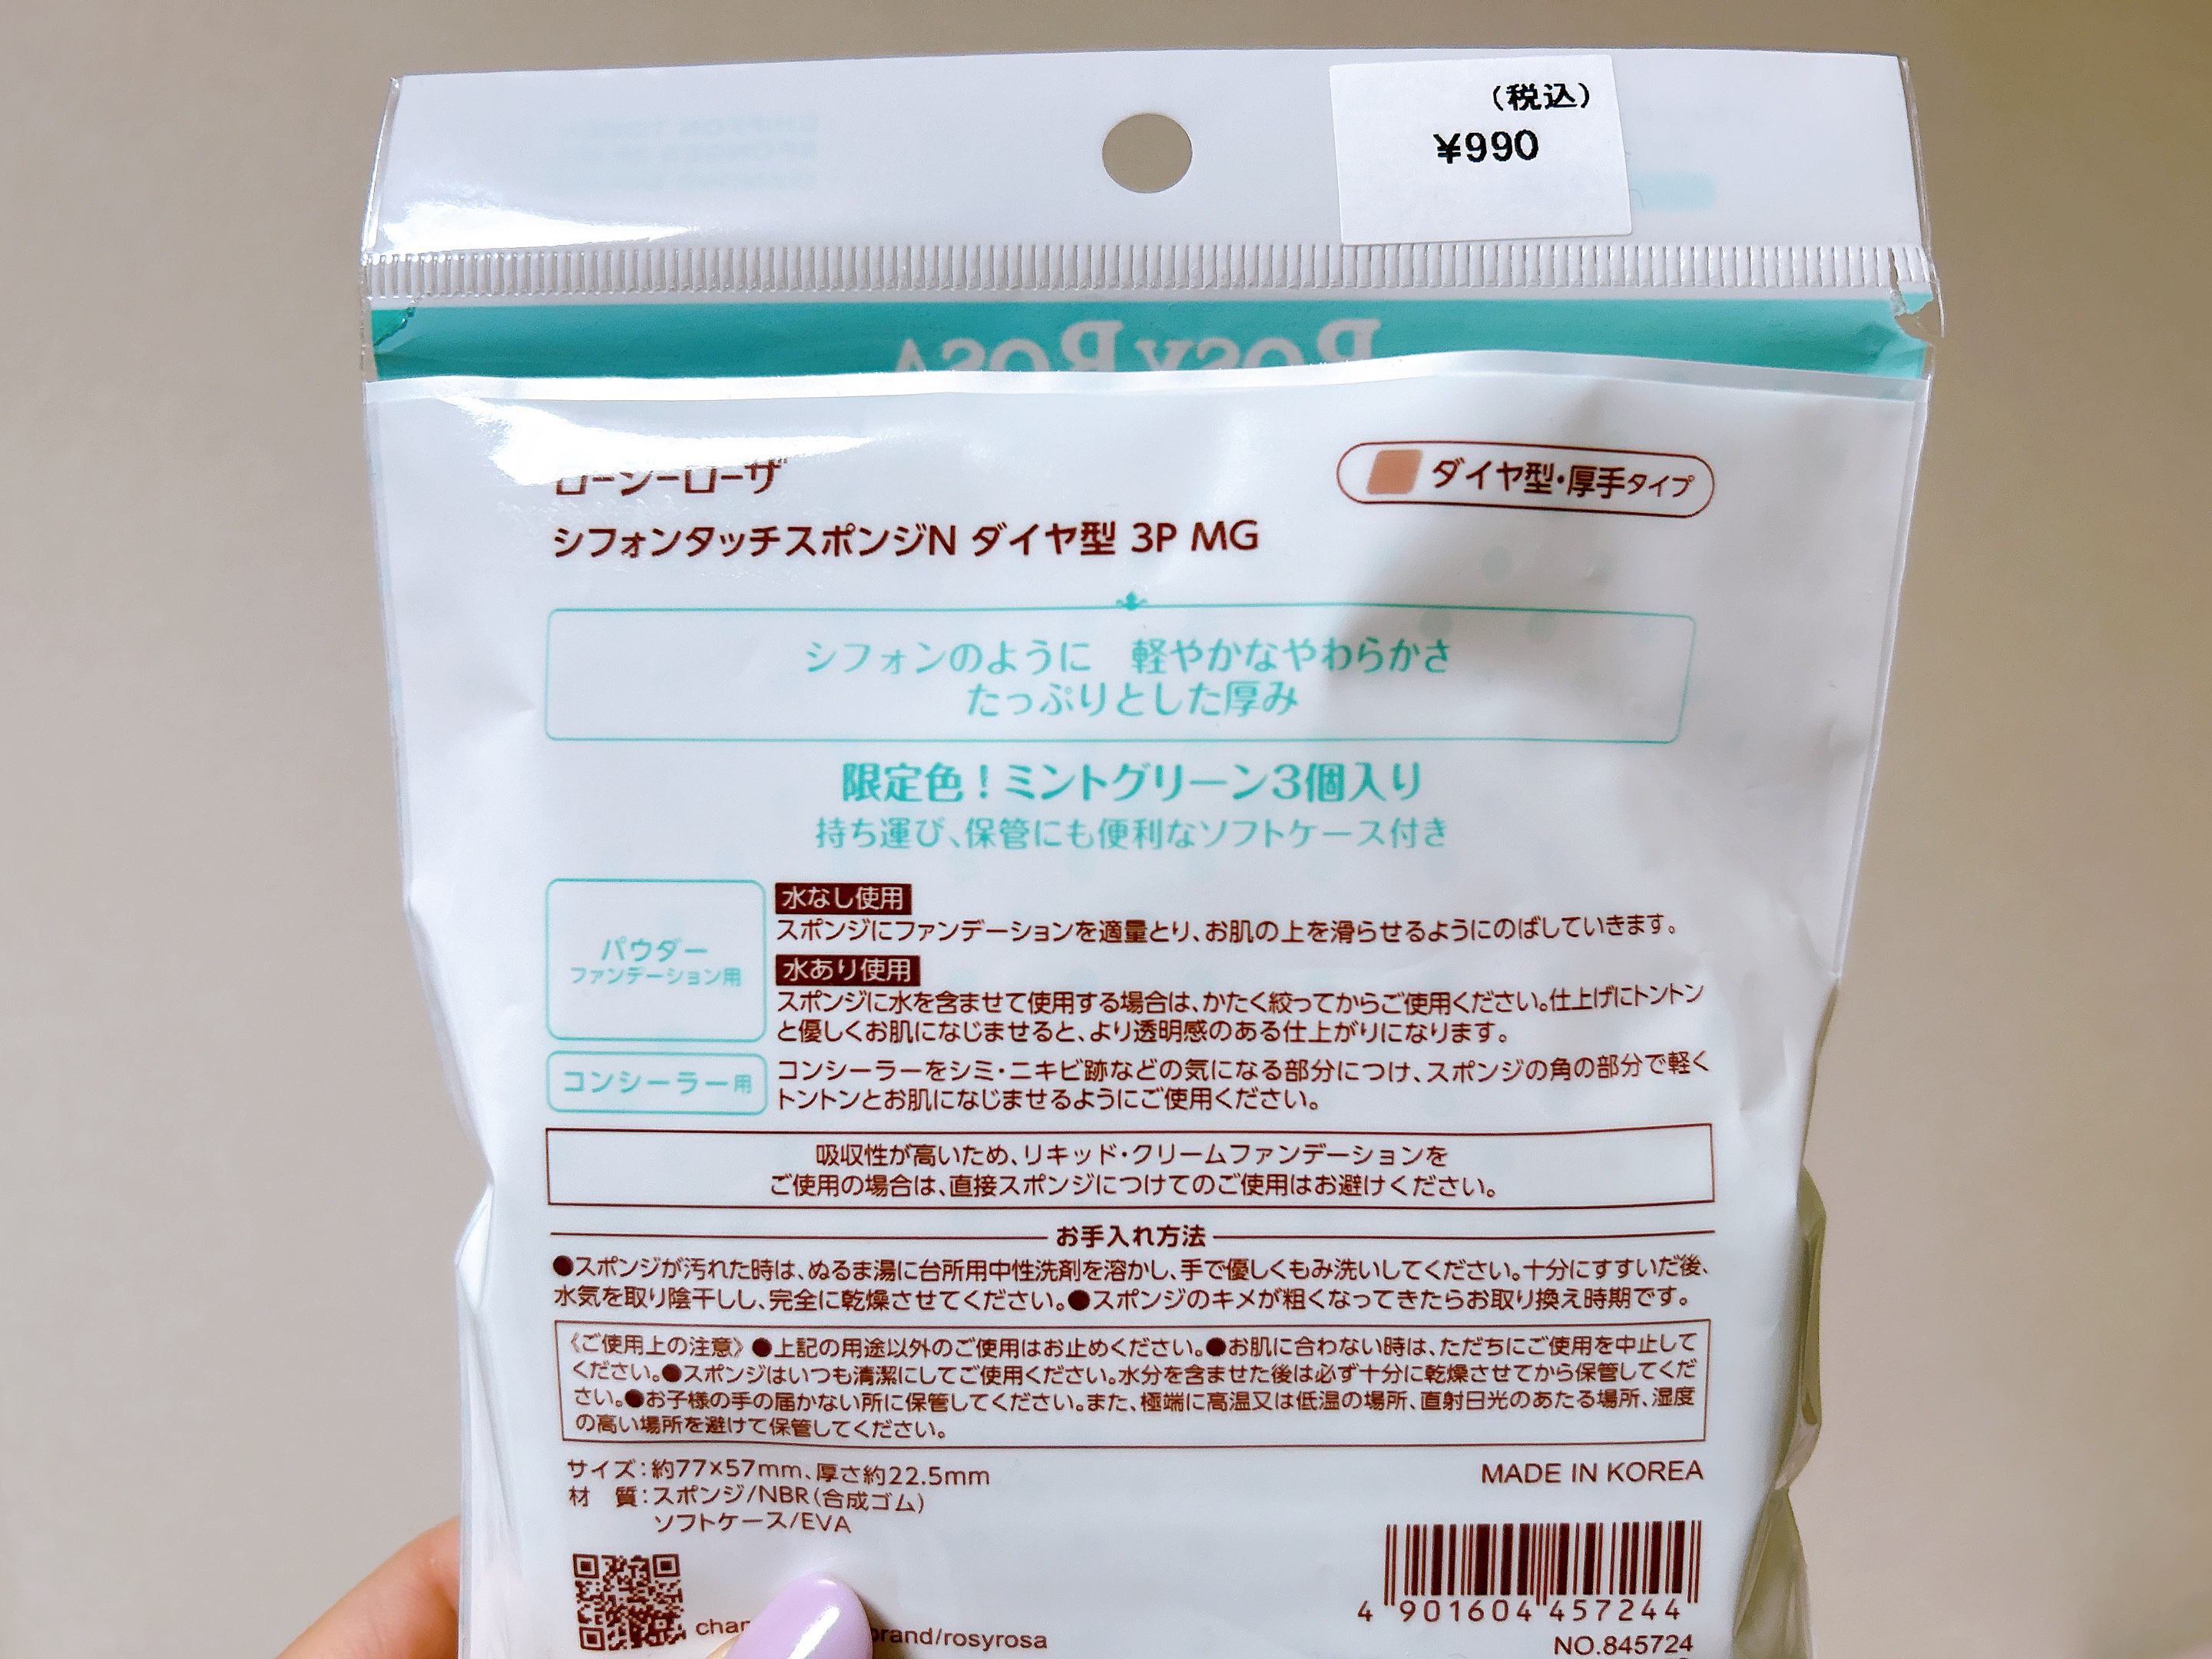 (税込)
¥990
Rosy Rosa
ロージーローザ
ダイヤ型・厚手タイプ
シフォンタッチスポンジN ダイヤ型 3P MG
シフォンのように 軽やかなやわらかさ
たっぷりとした厚み
限定色!ミントグリーン3個入り
持ち運び、保管にも便利なソフトケース付き
パウダー
ファンデーション用
水なし使用
スポンジにファンデーションを適量とり、お肌の上を滑らせるようにのばしていきます。
水あり使用
スポンジに水を含ませて使用する場合は、かたく絞ってからご使用ください。仕上げにトントン
と優しくお肌になじませると、より透明感のある仕上がりになります。
コンシーラー用
コンシーラーをシミ・ニキビ跡などの気になる部分につけ、スポンジの角の部分で軽く
トントンとお肌になじませるようにご使用ください。
吸収性が高いため、リキッド・クリームファンデーションを
ご使用の場合は、直接スポンジにつけてのご使用はお避けください。
お手入れ方法
●スポンジが汚れた時は、ぬるま湯に台所用中性洗剤を溶かし、手で優しくもみ洗いしてください。十分にすすいだ後、
水気を取り陰干しし、完全に乾燥させてください。●スポンジのキメが粗くなってきたらお取り換え時期です。
《ご使用上の注意》●上記の用途以外のご使用はお止めください。●お肌に合わない時は、ただちにご使用を中止して
ください。●スポンジはいつも清潔にしてご使用ください。水分を含ませた後は必ず十分に乾燥させてから保管してくだ
さい。●お子様の手の届かない所に保管してください。また、極端に高温又は低温の場所、直射日光のあたる場所、湿度
の高い場所を避けて保管してください。
サイズ:約77×57mm、厚さ約22.5mm
MADE IN KOREA
材 質:スポンジ/NBR(合成ゴム)
ソフトケース/EVA
4 901604 457244
brand/rosyrosa
NO.845724